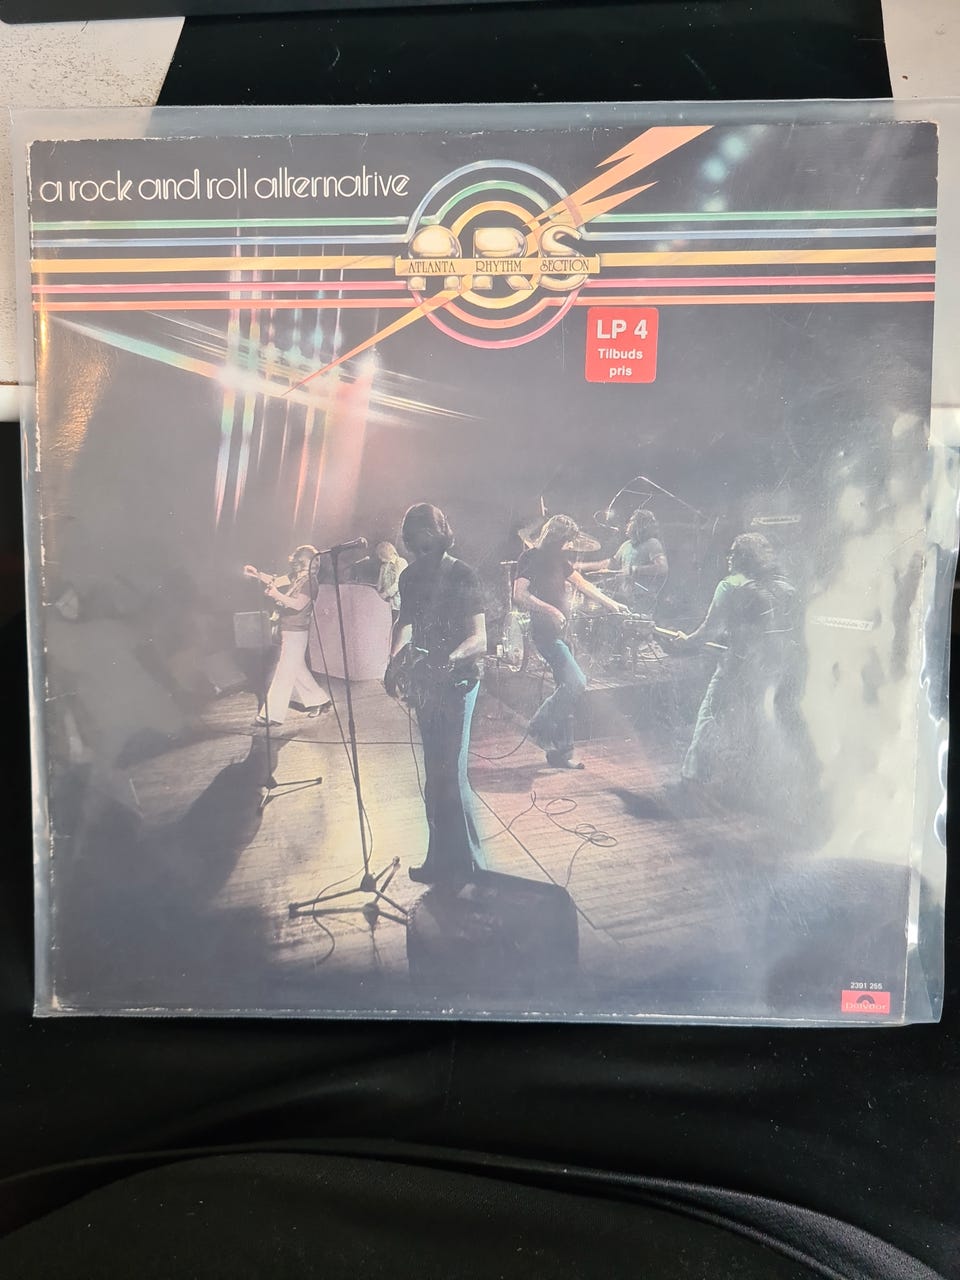 a rock and roll alternative
ARS
ATLANTA RHYTHM SECTION
LP 4
Tilbuds
pris
2391 255
polydor